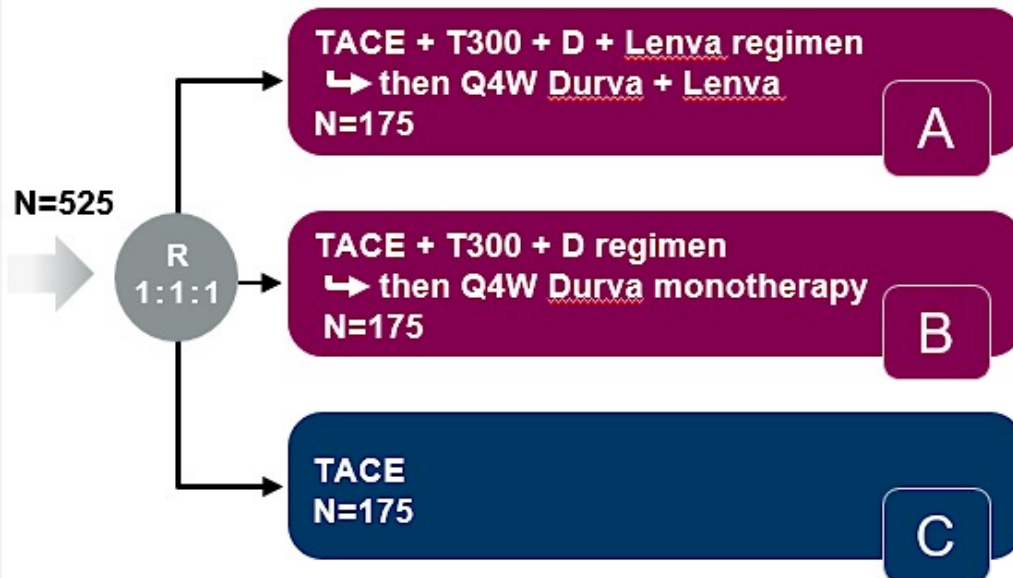 TACE + T300 + D + Lenva regimen
↳ then Q4W Durva + Lenva
N=175
A
N=525
R
1:1:1
TACE + T300 + D regimen
↳ then Q4W Durva monotherapy
N=175
B
TACE
N=175
C